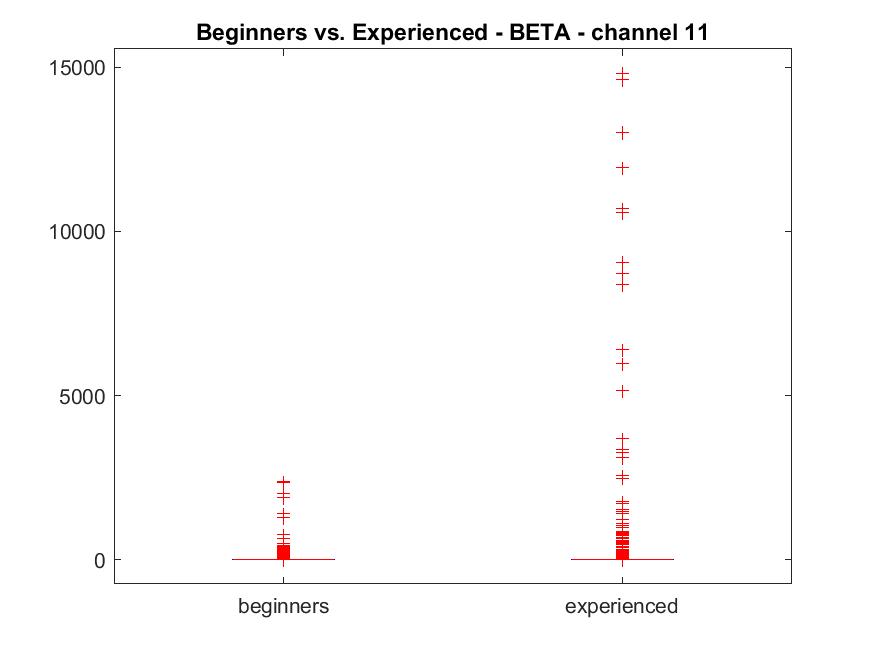 Beginners vs. Experienced - BETA - channel 11
15000
10000
5000
0
beginners experienced